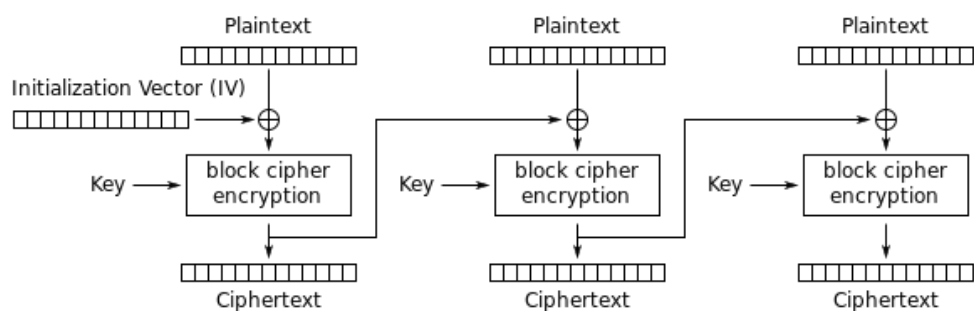 Plaintext
Plaintext
Plaintext
Initialization Vector (IV)
Key
block cipher
encryption
Key
block cipher
encryption
Key
block cipher
encryption
Ciphertext
Ciphertext
Ciphertext